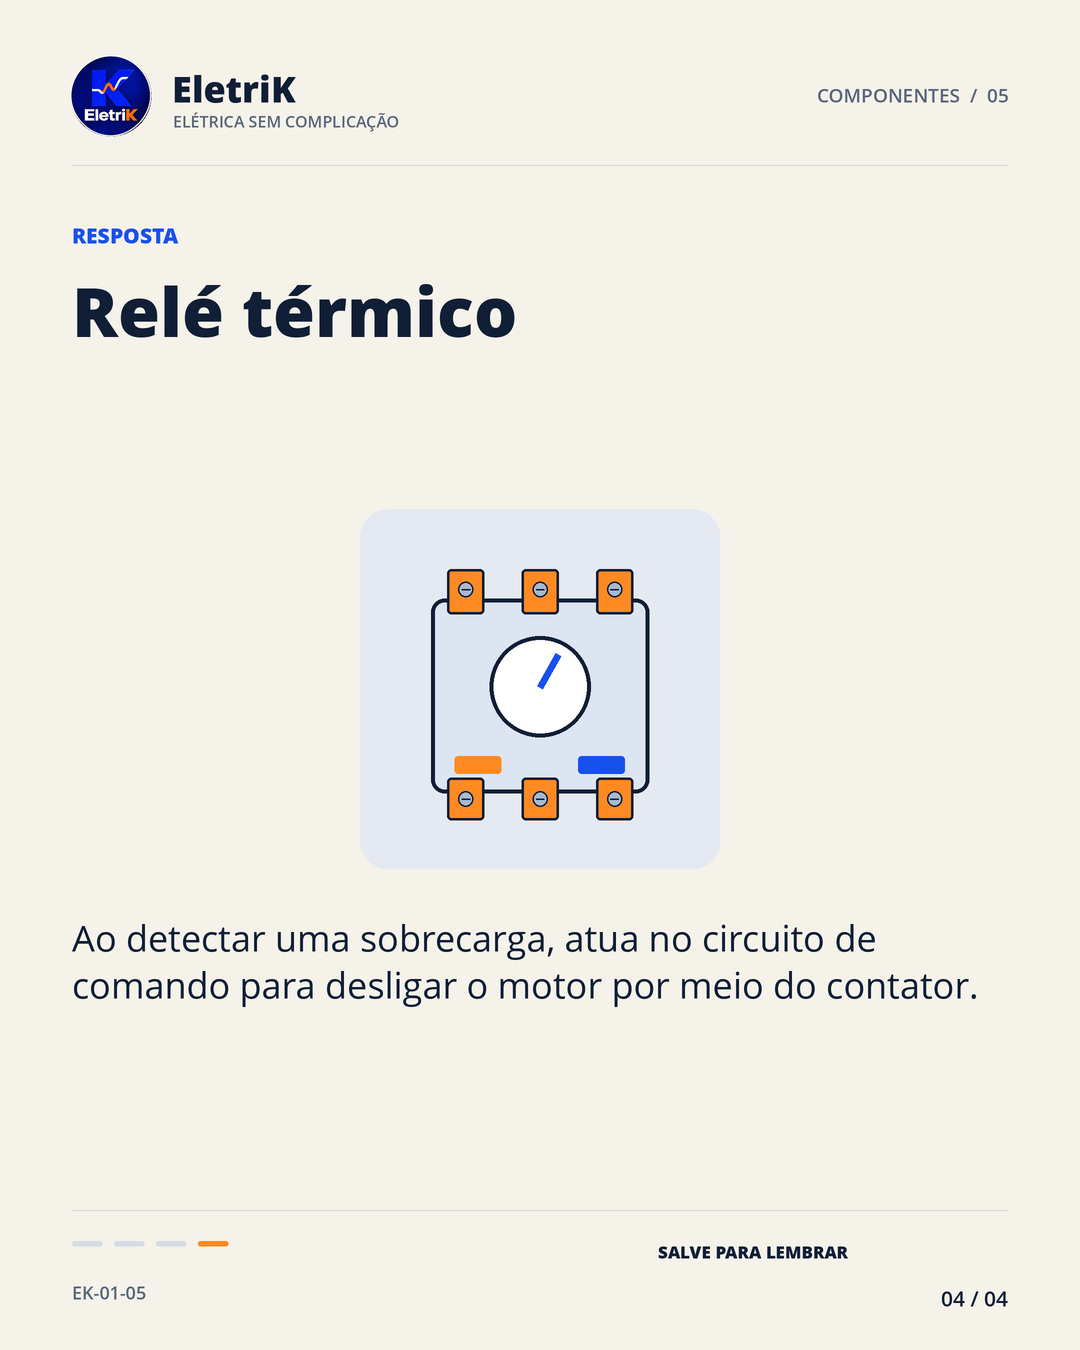 EletriK
EletriK
ELÉTRICA SEM COMPLICAÇÃO
COMPONENTES / 05
RESPOSTA
Relé térmico
Ao detectar uma sobrecarga, atua no circuito de
comando para desligar o motor por meio do contator.
SALVE PARA LEMBRAR
EK-01-05
04 / 04